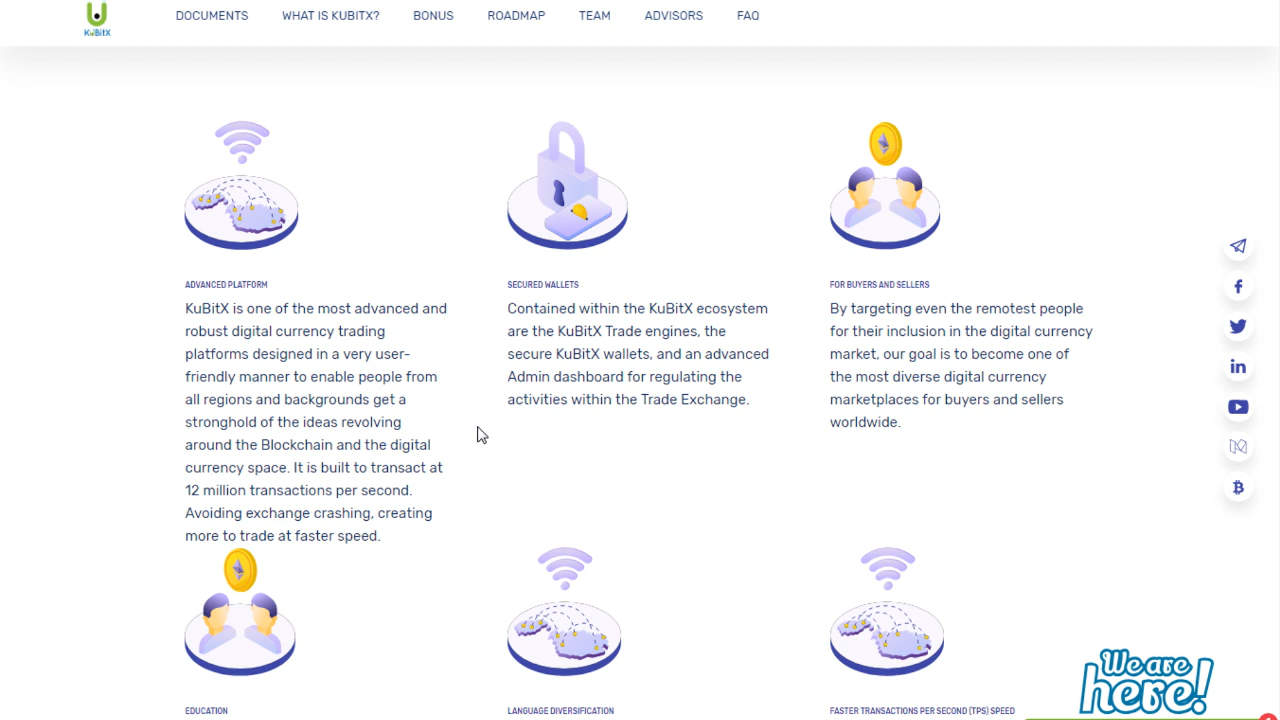 KuBitX
DOCUMENTS
WHAT IS KUBITX?
BONUS
ROADMAP
TEAM
ADVISORS
FAQ
ADVANCED PLATFORM
KuBitX is one of the most advanced and
robust digital currency trading
platforms designed in a very user-
friendly manner to enable people from
all regions and backgrounds get a
stronghold of the ideas revolving
around the Blockchain and the digital
currency space. It is built to transact at
12 million transactions per second.
Avoiding exchange crashing, creating
more to trade at faster speed.
SECURED WALLETS
Contained within the KuBitX ecosystem
are the KuBitX Trade engines, the
secure KuBitX wallets, and an advanced
Admin dashboard for regulating the
activities within the Trade Exchange.
FOR BUYERS AND SELLERS
By targeting even the remotest people
for their inclusion in the digital currency
market, our goal is to become one of
the most diverse digital currency
marketplaces for buyers and sellers
worldwide.
EDUCATION
LANGUAGE DIVERSIFICATION
FASTER TRANSACTIONS PER SECOND (TPS) SPEED
We are
here!